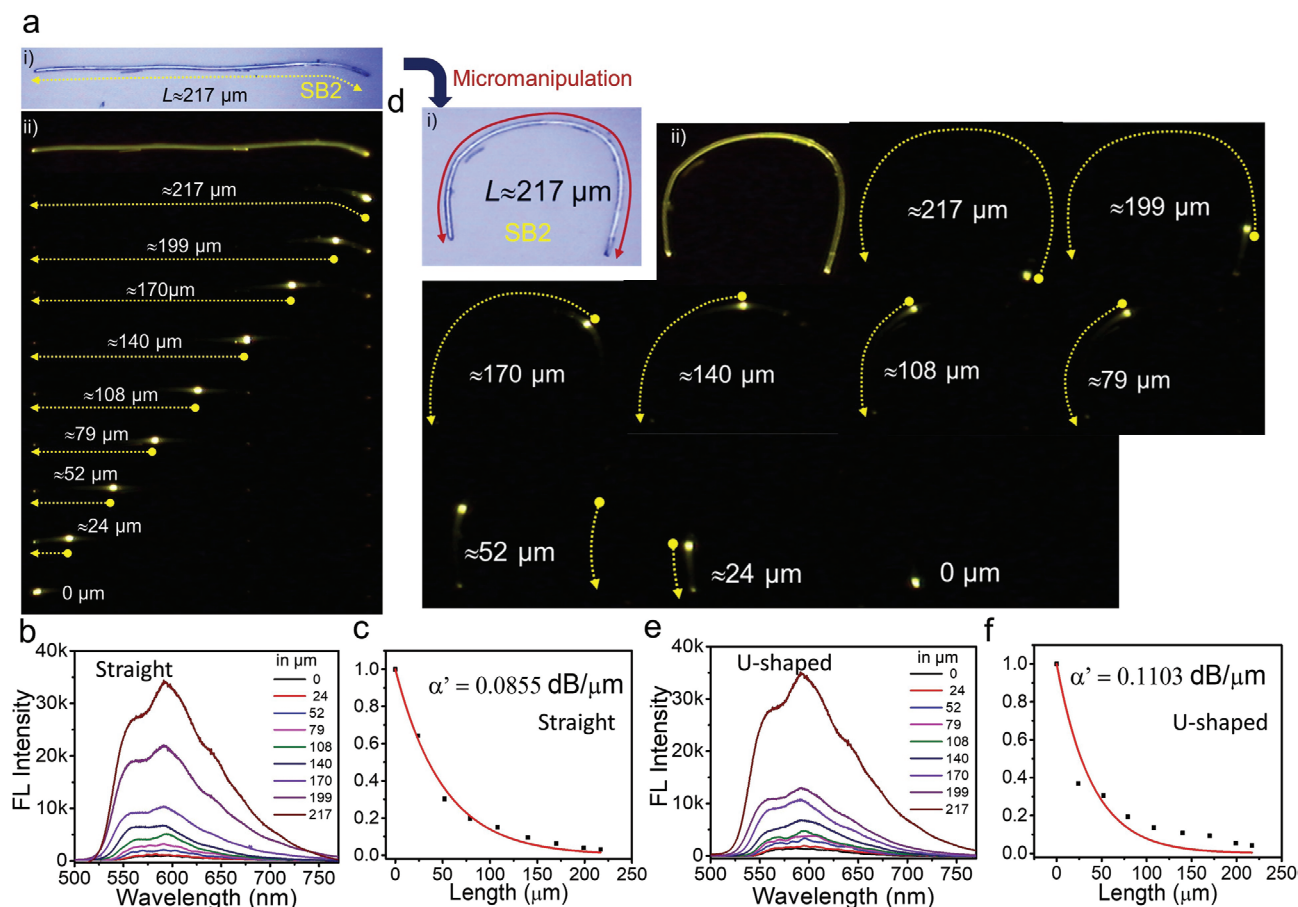 a
i)
SB2
L≈217 µm
Micromanipulation
ii)
≈217 µm
≈199 µm
≈170µm
≈140 µm
≈108 µm
≈79 µm
≈52 µm
≈24 µm
0 µm
d
i)
L≈217 µm
SB2
ii)
≈217 µm
≈199 µm
≈170 µm
≈140 µm
≈108 µm
≈79 µm
≈52 µm
≈24 µm
0 µm
b
40k
30k
20k
10k
0
FL Intensity
Straight
in µm
0
24
52
79
108
140
170
199
217
500 550 600 650 700 750
Wavelength (nm)
c
1.0
0.8
0.6
0.4
0.2
0.0
α' = 0.0855 dB/µm
Straight
0 50 100 150 200 250
Length (µm)
e
40k
30k
20k
10k
0
FL Intensity
U-shaped
in µm
0
24
52
79
108
140
170
199
217
500 550 600 650 700 750
Wavelength (nm)
f
1.0
0.8
0.6
0.4
0.2
0.0
α' = 0.1103 dB/µm
U-shaped
0 50 100 150 200 250
Length (µm)